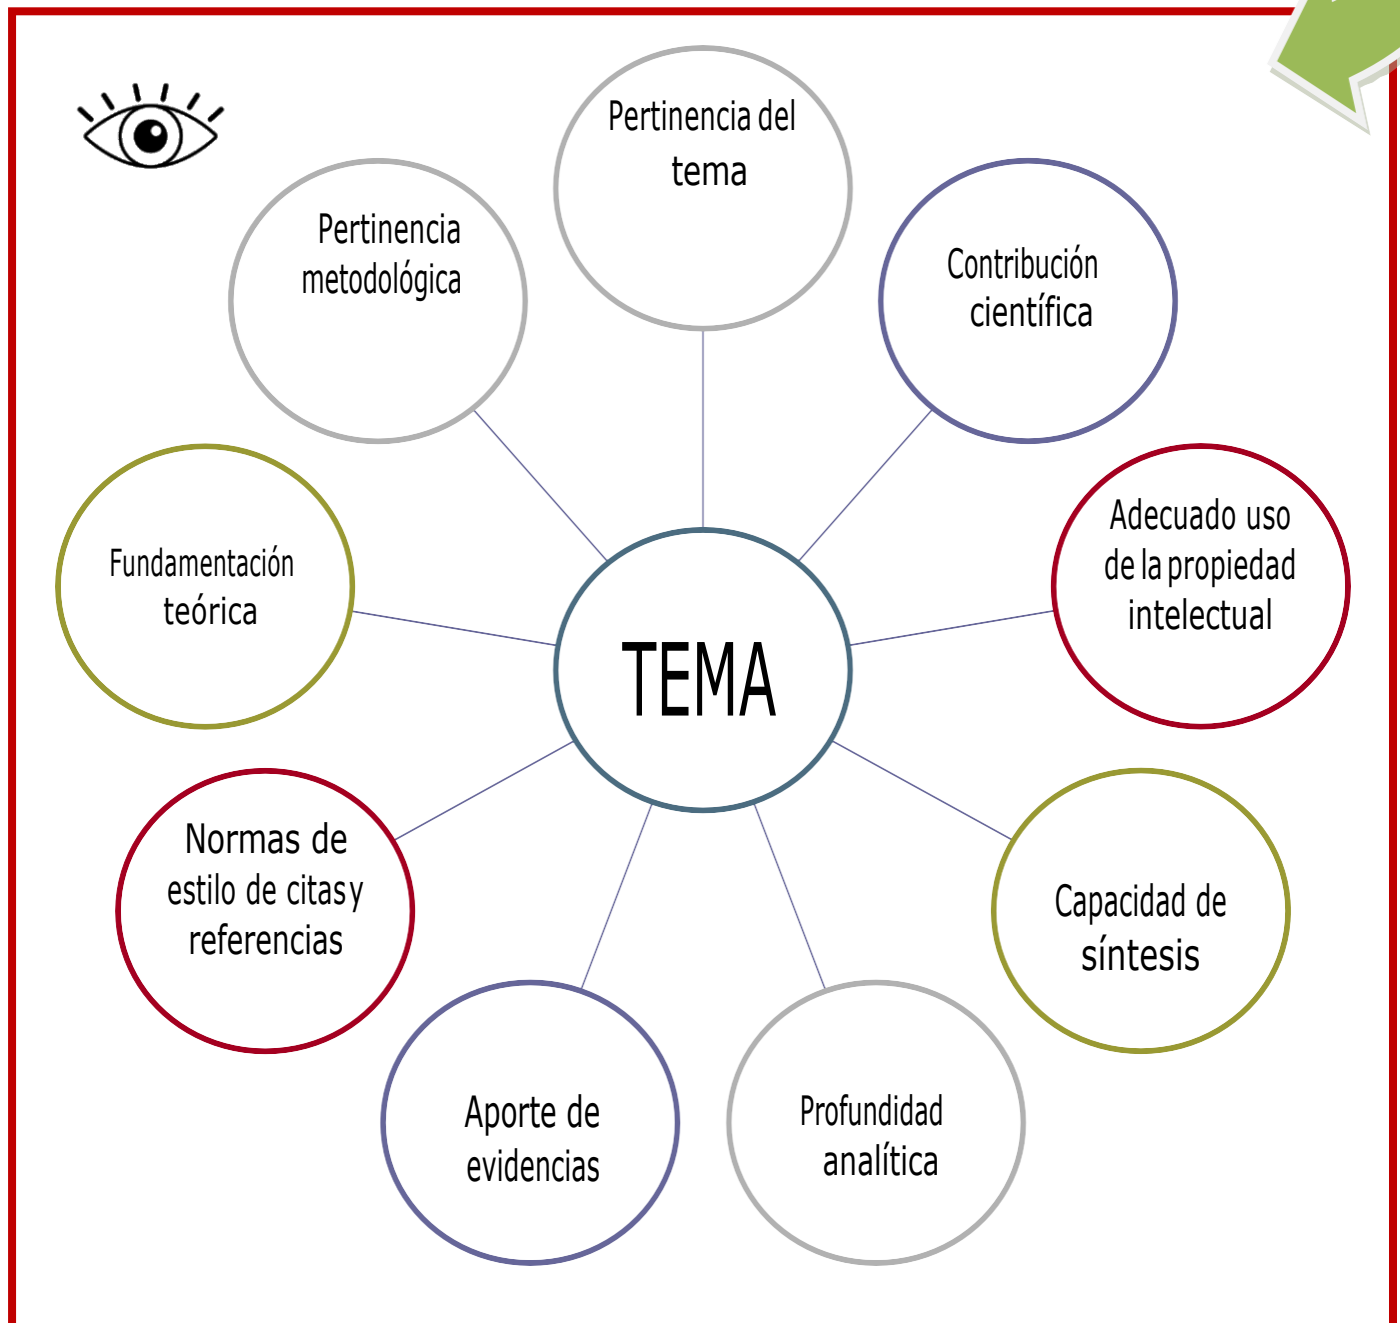 Pertinencia del
tema
Contribución
científica
Adecuado uso
de la propiedad
intelectual
Capacidad de
síntesis
Profundidad
analítica
Aporte de
evidencias
Normas de
estilo de citas y
referencias
Fundamentación
teórica
Pertinencia
metodológica
TEMA